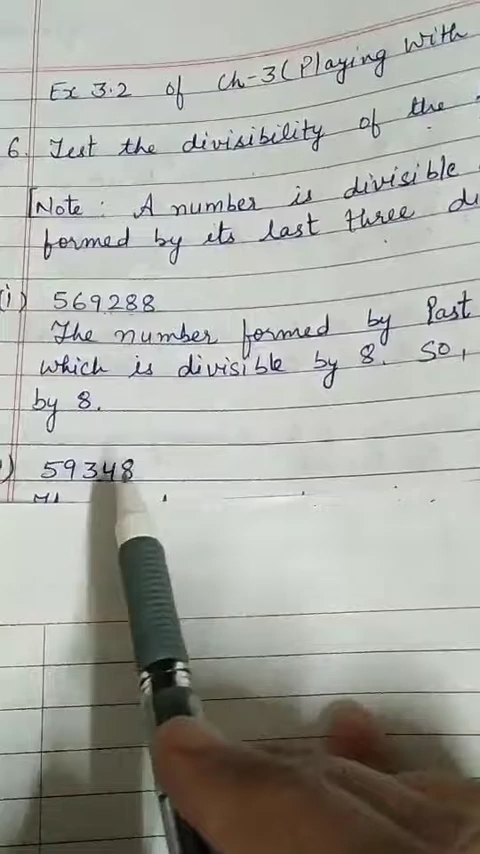 Ex 3.2 of Ch-3 (Playing with
6. Test the divisibility of the
[Note: A number is divisible
formed by its last three
(i) 569288
The number formed by last
which is divisible by 8. So,
by 8.
) 59348